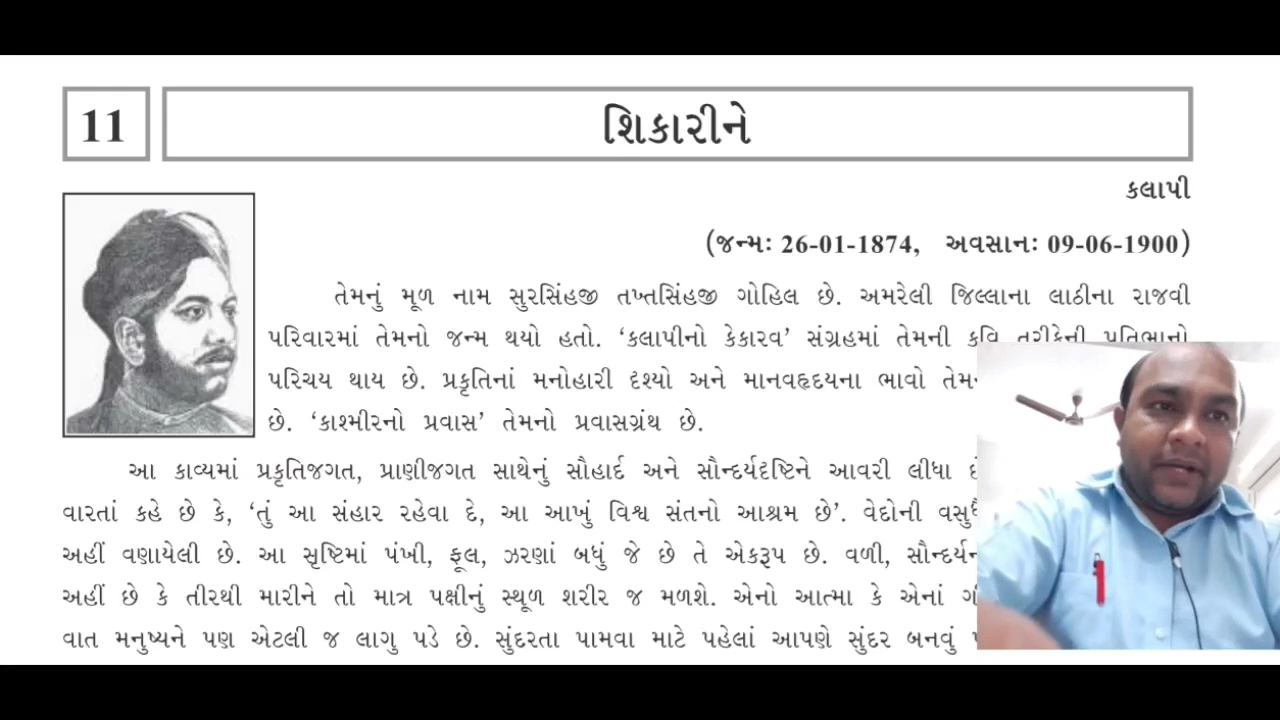 11
શિકારીને
કલાપી
(જન્મઃ 26-01-1874, અવસાનઃ 09-06-1900)
તેમનું મૂળ નામ સુરસિંહજી તખ્તસિંહજી ગોહિલ છે. અમરેલી જિલ્લાના લાઠીના રાજવી
પરિવારમાં તેમનો જન્મ થયો હતો. ‘કલાપીનો કેકારવ’ સંગ્રહમાં તેમની કવિ તરીકેની પ્રતિભાનો
પરિચય થાય છે. પ્રકૃતિનાં મનોહારી દૃશ્યો અને માનવહૃદયના ભાવો
છે. ‘કાશ્મીરનો પ્રવાસ’ તેમનો પ્રવાસગ્રંથ છે.
આ કાવ્યમાં પ્રકૃતિજગત, પ્રાણીજગત સાથેનું સૌહાર્દ અને સૌન્દર્યદૃષ્ટિને આવરી લીધા
વારતાં કહે છે કે, ‘તું આ સંહાર રહેવા દે, આ આખું વિશ્વ સંતનો આશ્રમ છે’. વેદોની
અહીં વણાયેલી છે. આ સૃષ્ટિમાં પંખી, ફૂલ, ઝરણાં બધું જે છે તે એકરૂપ છે. વળી,
અહીં છે કે તીરથી મારીને તો માત્ર પક્ષીનું સ્થૂળ શરીર જ મળશે. એનો આત્મા કે એનાં
વાત મનુષ્યને પણ એટલી જ લાગુ પડે છે. સુંદરતા પામવા માટે પહેલાં આપણે સુંદર બનવું